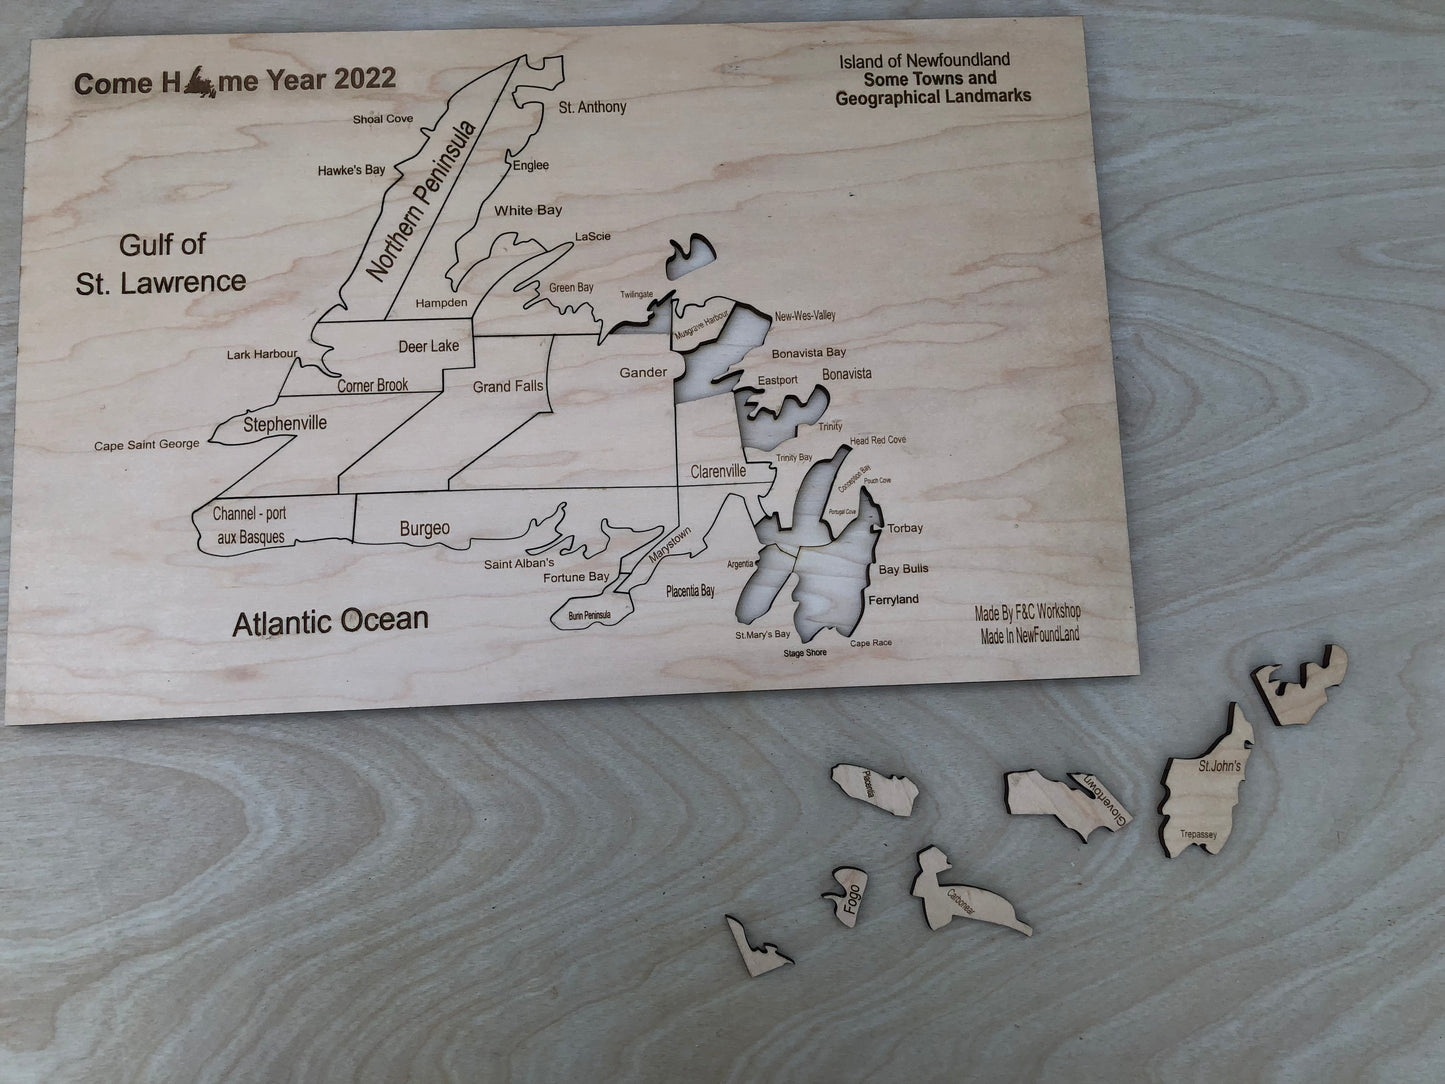 Come Home Year 2022
Island of Newfoundland
Some Towns and
Geographical Landmarks
Shoal Cove
St. Anthony
Hawke's Bay
Northern Peninsula
Englee
White Bay
Gulf of
St. Lawrence
LaScie
Green Bay
Hampden
Twilingate
Musgrave Harbour
New-Wes-Valley
Lark Harbour
Deer Lake
Bonavista Bay
Corner Brook
Grand Falls
Gander
Eastport
Bonavista
Stephenville
Cape Saint George
Trinity
Head Red Cove
Trinity Bay
Clarenville
Conception Bay
Pouch Cove
Portugal Cove
Channel - port
aux Basques
Burgeo
Torbay
Marystown
Saint Alban's
Fortune Bay
Argentia
Bay Bulls
Placentia Bay
Ferryland
Burin Peninsula
Atlantic Ocean
St.Mary's Bay
Stage Shore
Cape Race
Made By F&C Workshop
Made In NewFoundLand
St.John's
Trepassey
Placentia
Glovertown
Fogo
Carbonear